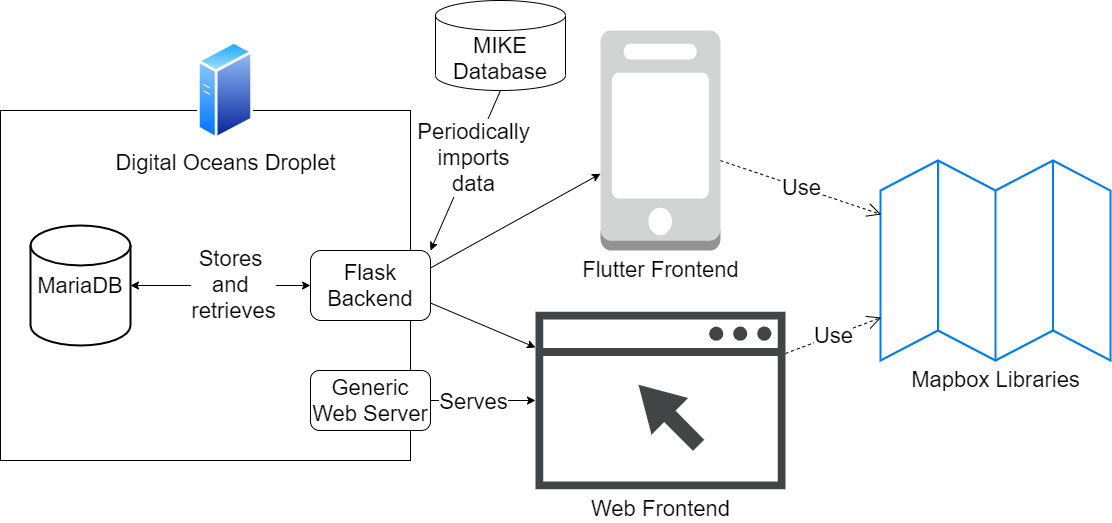 MIKE
Database
Digital Oceans Droplet
Periodically
imports
data
Use
MariaDB
Stores
and
retrieves
Flask
Backend
Flutter Frontend
Use
Generic
Web Server
Serves
Mapbox Libraries
Web Frontend